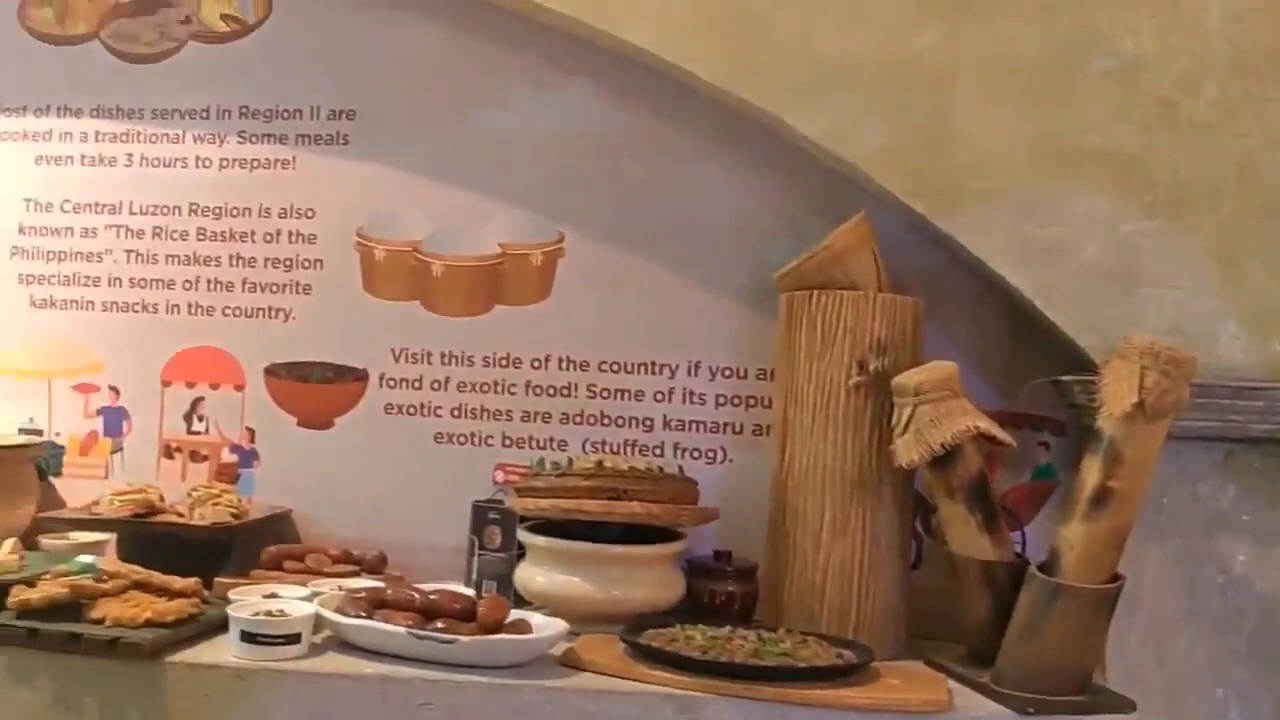 ost of the dishes served in Region II are
ooked in a traditional way. Some meals
even take 3 hours to prepare!
The Central Luzon Region is also
known as "The Rice Basket of the
Philippines". This makes the region
specialize in some of the favorite
kakanin snacks in the country.
Visit this side of the country if you ar
fond of exotic food! Some of its popu
exotic dishes are adobong kamaru ar
exotic betute (stuffed frog).